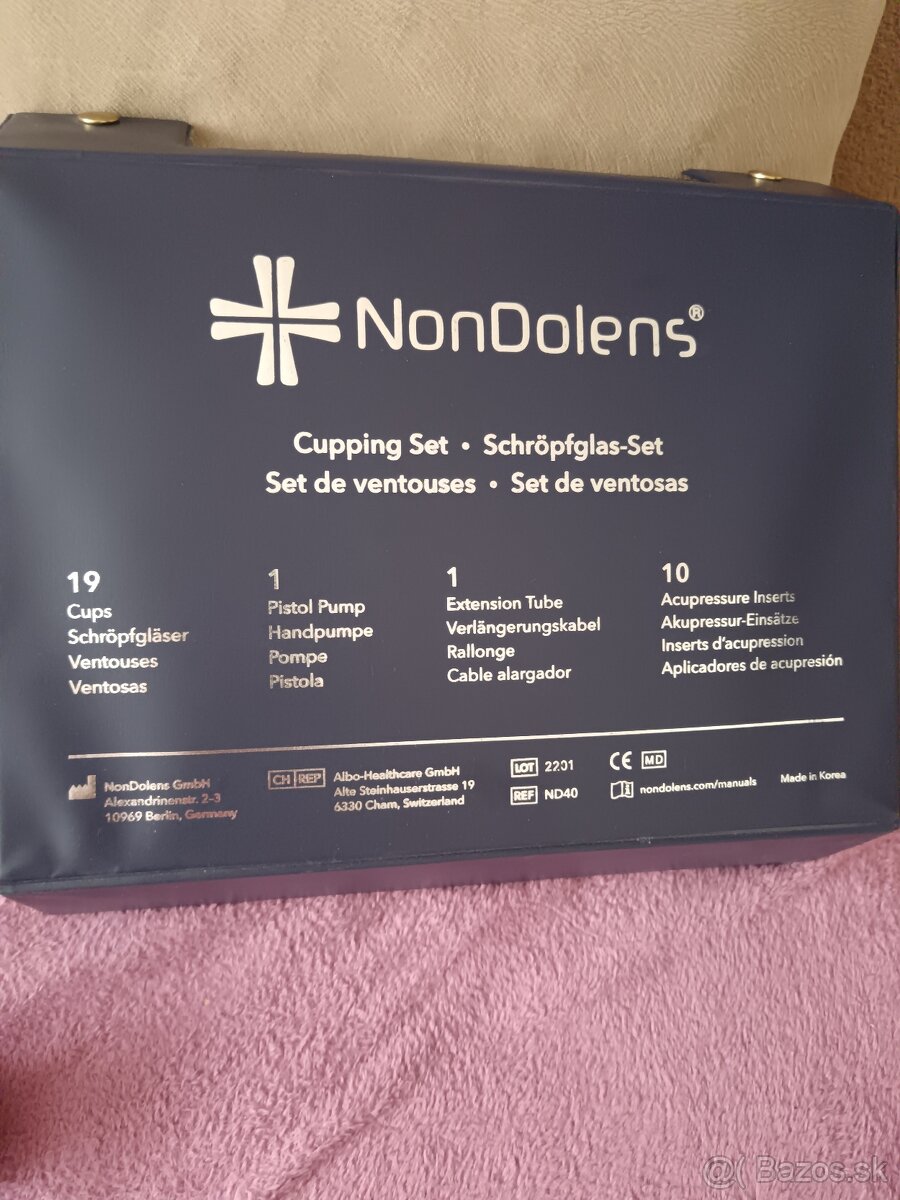 NonDolens®
Cupping Set • Schröpfglas-Set
Set de ventouses • Set de ventosas
19
Cups
Schröpfgläser
Ventouses
Ventosas
1
Pistol Pump
Handpumpe
Pompe
Pistola
1
Extension Tube
Verlängerungskabel
Rallonge
Cable alargador
10
Acupressure Inserts
Akupressur-Einsätze
Inserts d'acupression
Aplicadores de acupresión
NonDolens GmbH
Alexandrinenstr. 2-3
10969 Berlin, Germany
CH REP
Albo-Healthcare GmbH
Alte Steinhauserstrasse 19
6330 Cham, Switzerland
LOT 2201
REF ND40
CE MD
nondolens.com/manuals
Made in Korea
@( Bazos.sk